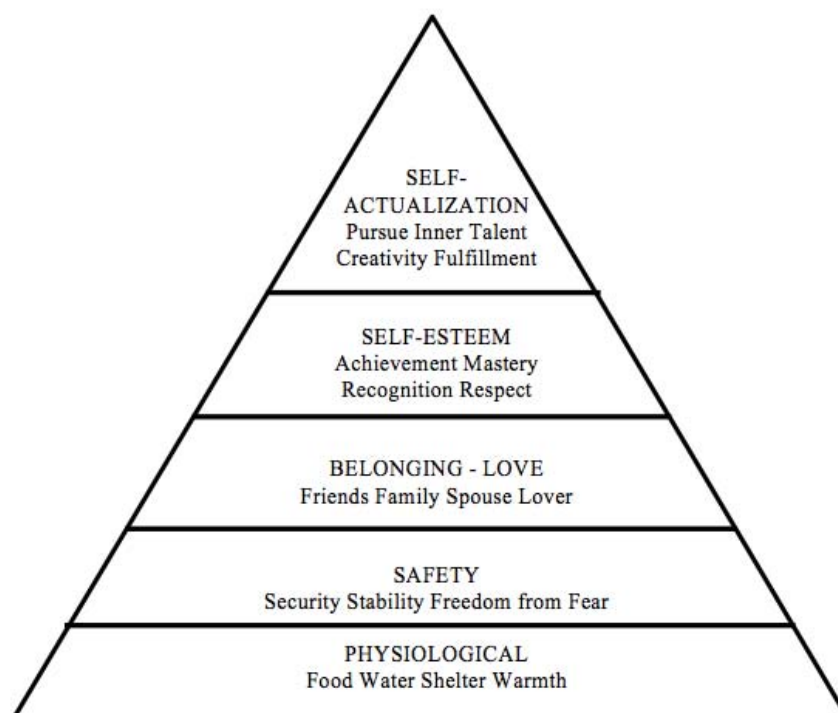 SELF-
ACTUALIZATION
Pursue Inner Talent
Creativity Fulfillment
SELF-ESTEEM
Achievement Mastery
Recognition Respect
BELONGING - LOVE
Friends Family Spouse Lover
SAFETY
Security Stability Freedom from Fear
PHYSIOLOGICAL
Food Water Shelter Warmth